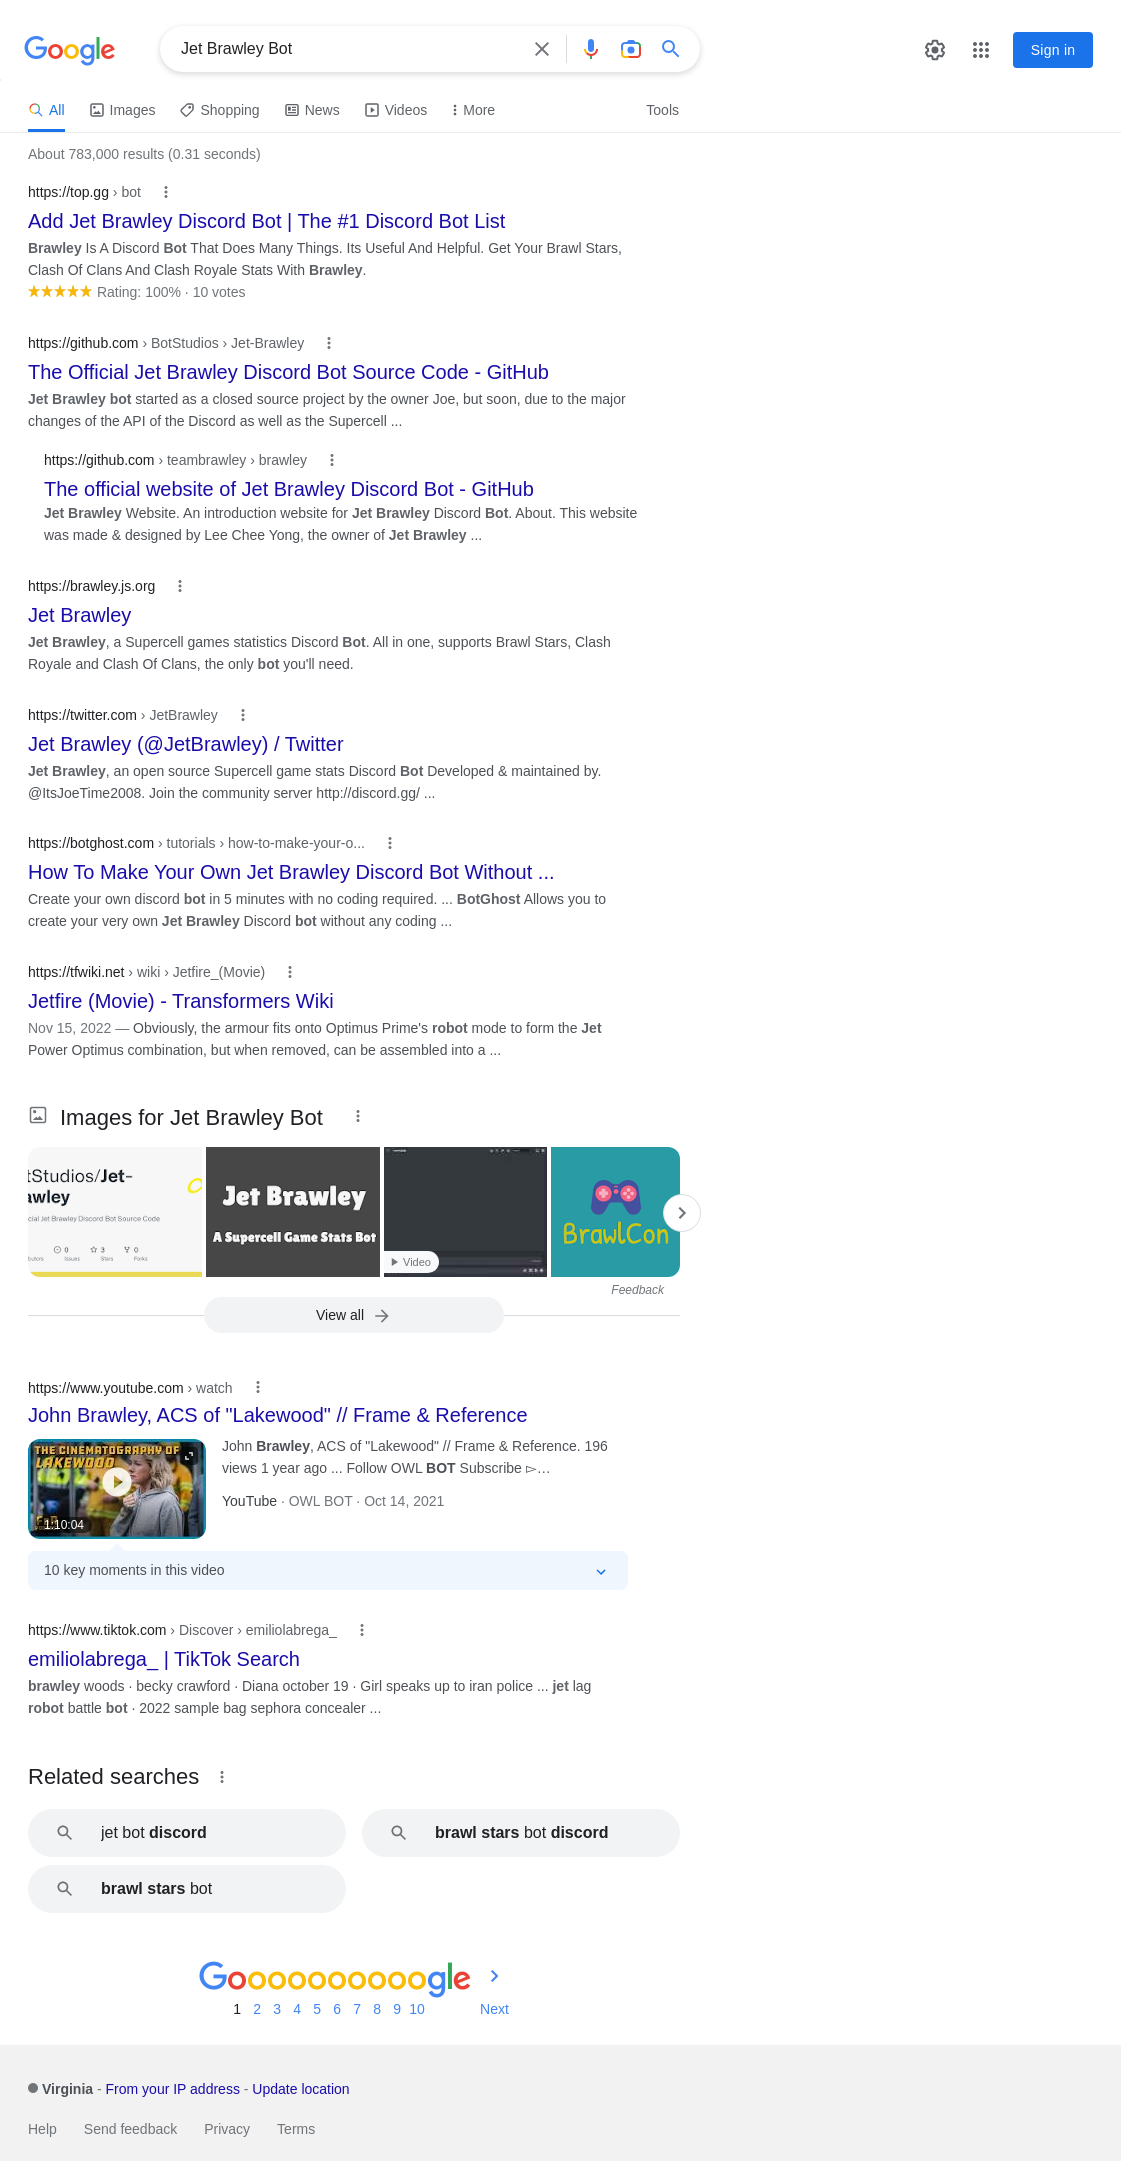 Google
Jet Brawley Bot
Sign in
All Images Shopping News Videos More Tools
About 783,000 results (0.31 seconds)
https://top.gg › bot
Add Jet Brawley Discord Bot | The #1 Discord Bot List
Brawley Is A Discord Bot That Does Many Things. Its Useful And Helpful. Get Your Brawl Stars,
Clash Of Clans And Clash Royale Stats With Brawley.
Rating: 100% · 10 votes
https://github.com › BotStudios › Jet-Brawley
The Official Jet Brawley Discord Bot Source Code - GitHub
Jet Brawley bot started as a closed source project by the owner Joe, but soon, due to the major
changes of the API of the Discord as well as the Supercell ...
https://github.com › teambrawley › brawley
The official website of Jet Brawley Discord Bot - GitHub
Jet Brawley Website. An introduction website for Jet Brawley Discord Bot. About. This website
was made & designed by Lee Chee Yong, the owner of Jet Brawley ...
https://brawley.js.org
Jet Brawley
Jet Brawley, a Supercell games statistics Discord Bot. All in one, supports Brawl Stars, Clash
Royale and Clash Of Clans, the only bot you'll need.
https://twitter.com › JetBrawley
Jet Brawley (@JetBrawley) / Twitter
Jet Brawley, an open source Supercell game stats Discord Bot Developed & maintained by.
@ItsJoeTime2008. Join the community server http://discord.gg/ ...
https://botghost.com › tutorials › how-to-make-your-o...
How To Make Your Own Jet Brawley Discord Bot Without ...
Create your own discord bot in 5 minutes with no coding required. ... BotGhost Allows you to
create your very own Jet Brawley Discord bot without any coding ...
https://tfwiki.net › wiki › Jetfire_(Movie)
Jetfire (Movie) - Transformers Wiki
Nov 15, 2022 — Obviously, the armour fits onto Optimus Prime's robot mode to form the Jet
Power Optimus combination, but when removed, can be assembled into a ...
Images for Jet Brawley Bot
tStudios/Jet-
awley
cial Jet Brawley Discord Bot Source Code
0 3 0
butors Issues Stars Forks
Jet Brawley
A Supercell Game Stats Bot
Video
BrawlCon
Feedback
View all
https://www.youtube.com › watch
John Brawley, ACS of "Lakewood" // Frame & Reference
THE CINEMATOGRAPHY OF
LAKEWOOD
1:10:04
John Brawley, ACS of "Lakewood" // Frame & Reference. 196
views 1 year ago ... Follow OWL BOT Subscribe ▻…
YouTube · OWL BOT · Oct 14, 2021
10 key moments in this video
https://www.tiktok.com › Discover › emiliolabrega_
emiliolabrega_ | TikTok Search
brawley woods · becky crawford · Diana october 19 · Girl speaks up to iran police ... jet lag
robot battle bot · 2022 sample bag sephora concealer ...
Related searches
jet bot discord
brawl stars bot discord
brawl stars bot
Goooooooooogle
1 2 3 4 5 6 7 8 9 10 Next
Virginia - From your IP address - Update location
Help Send feedback Privacy Terms